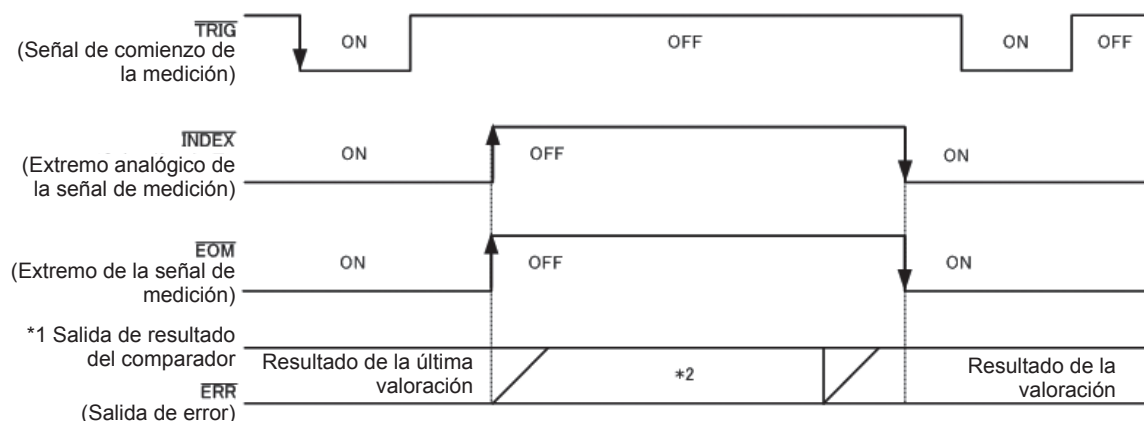 TRIG
(Señal de comienzo de
la medición)
ON
OFF
ON
OFF
INDEX
(Extremo analógico de
la señal de medición)
ON
OFF
ON
EOM
(Extremo de la señal de
medición)
ON
OFF
ON
*1 Salida de resultado
del comparador
Resultado de la última
valoración
*2
Resultado de la
valoración
ERR
(Salida de error)